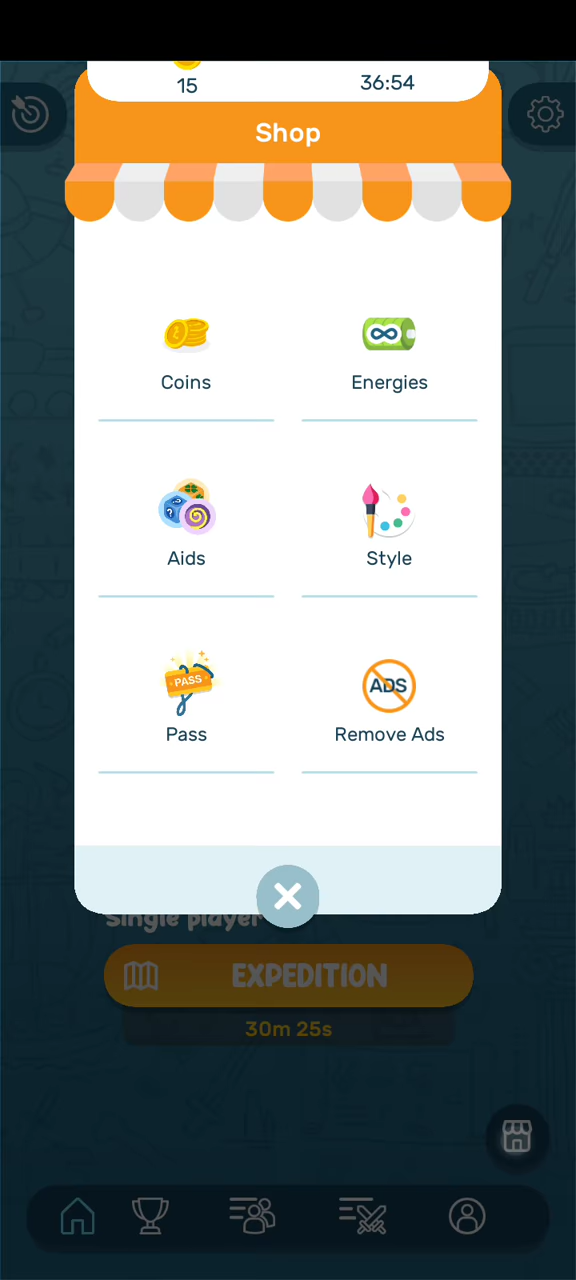 15
36:54
Shop
Coins
Energies
Aids
Style
PASS
ADS
Pass
Remove Ads
Single player
EXPEDITION
30m 25s